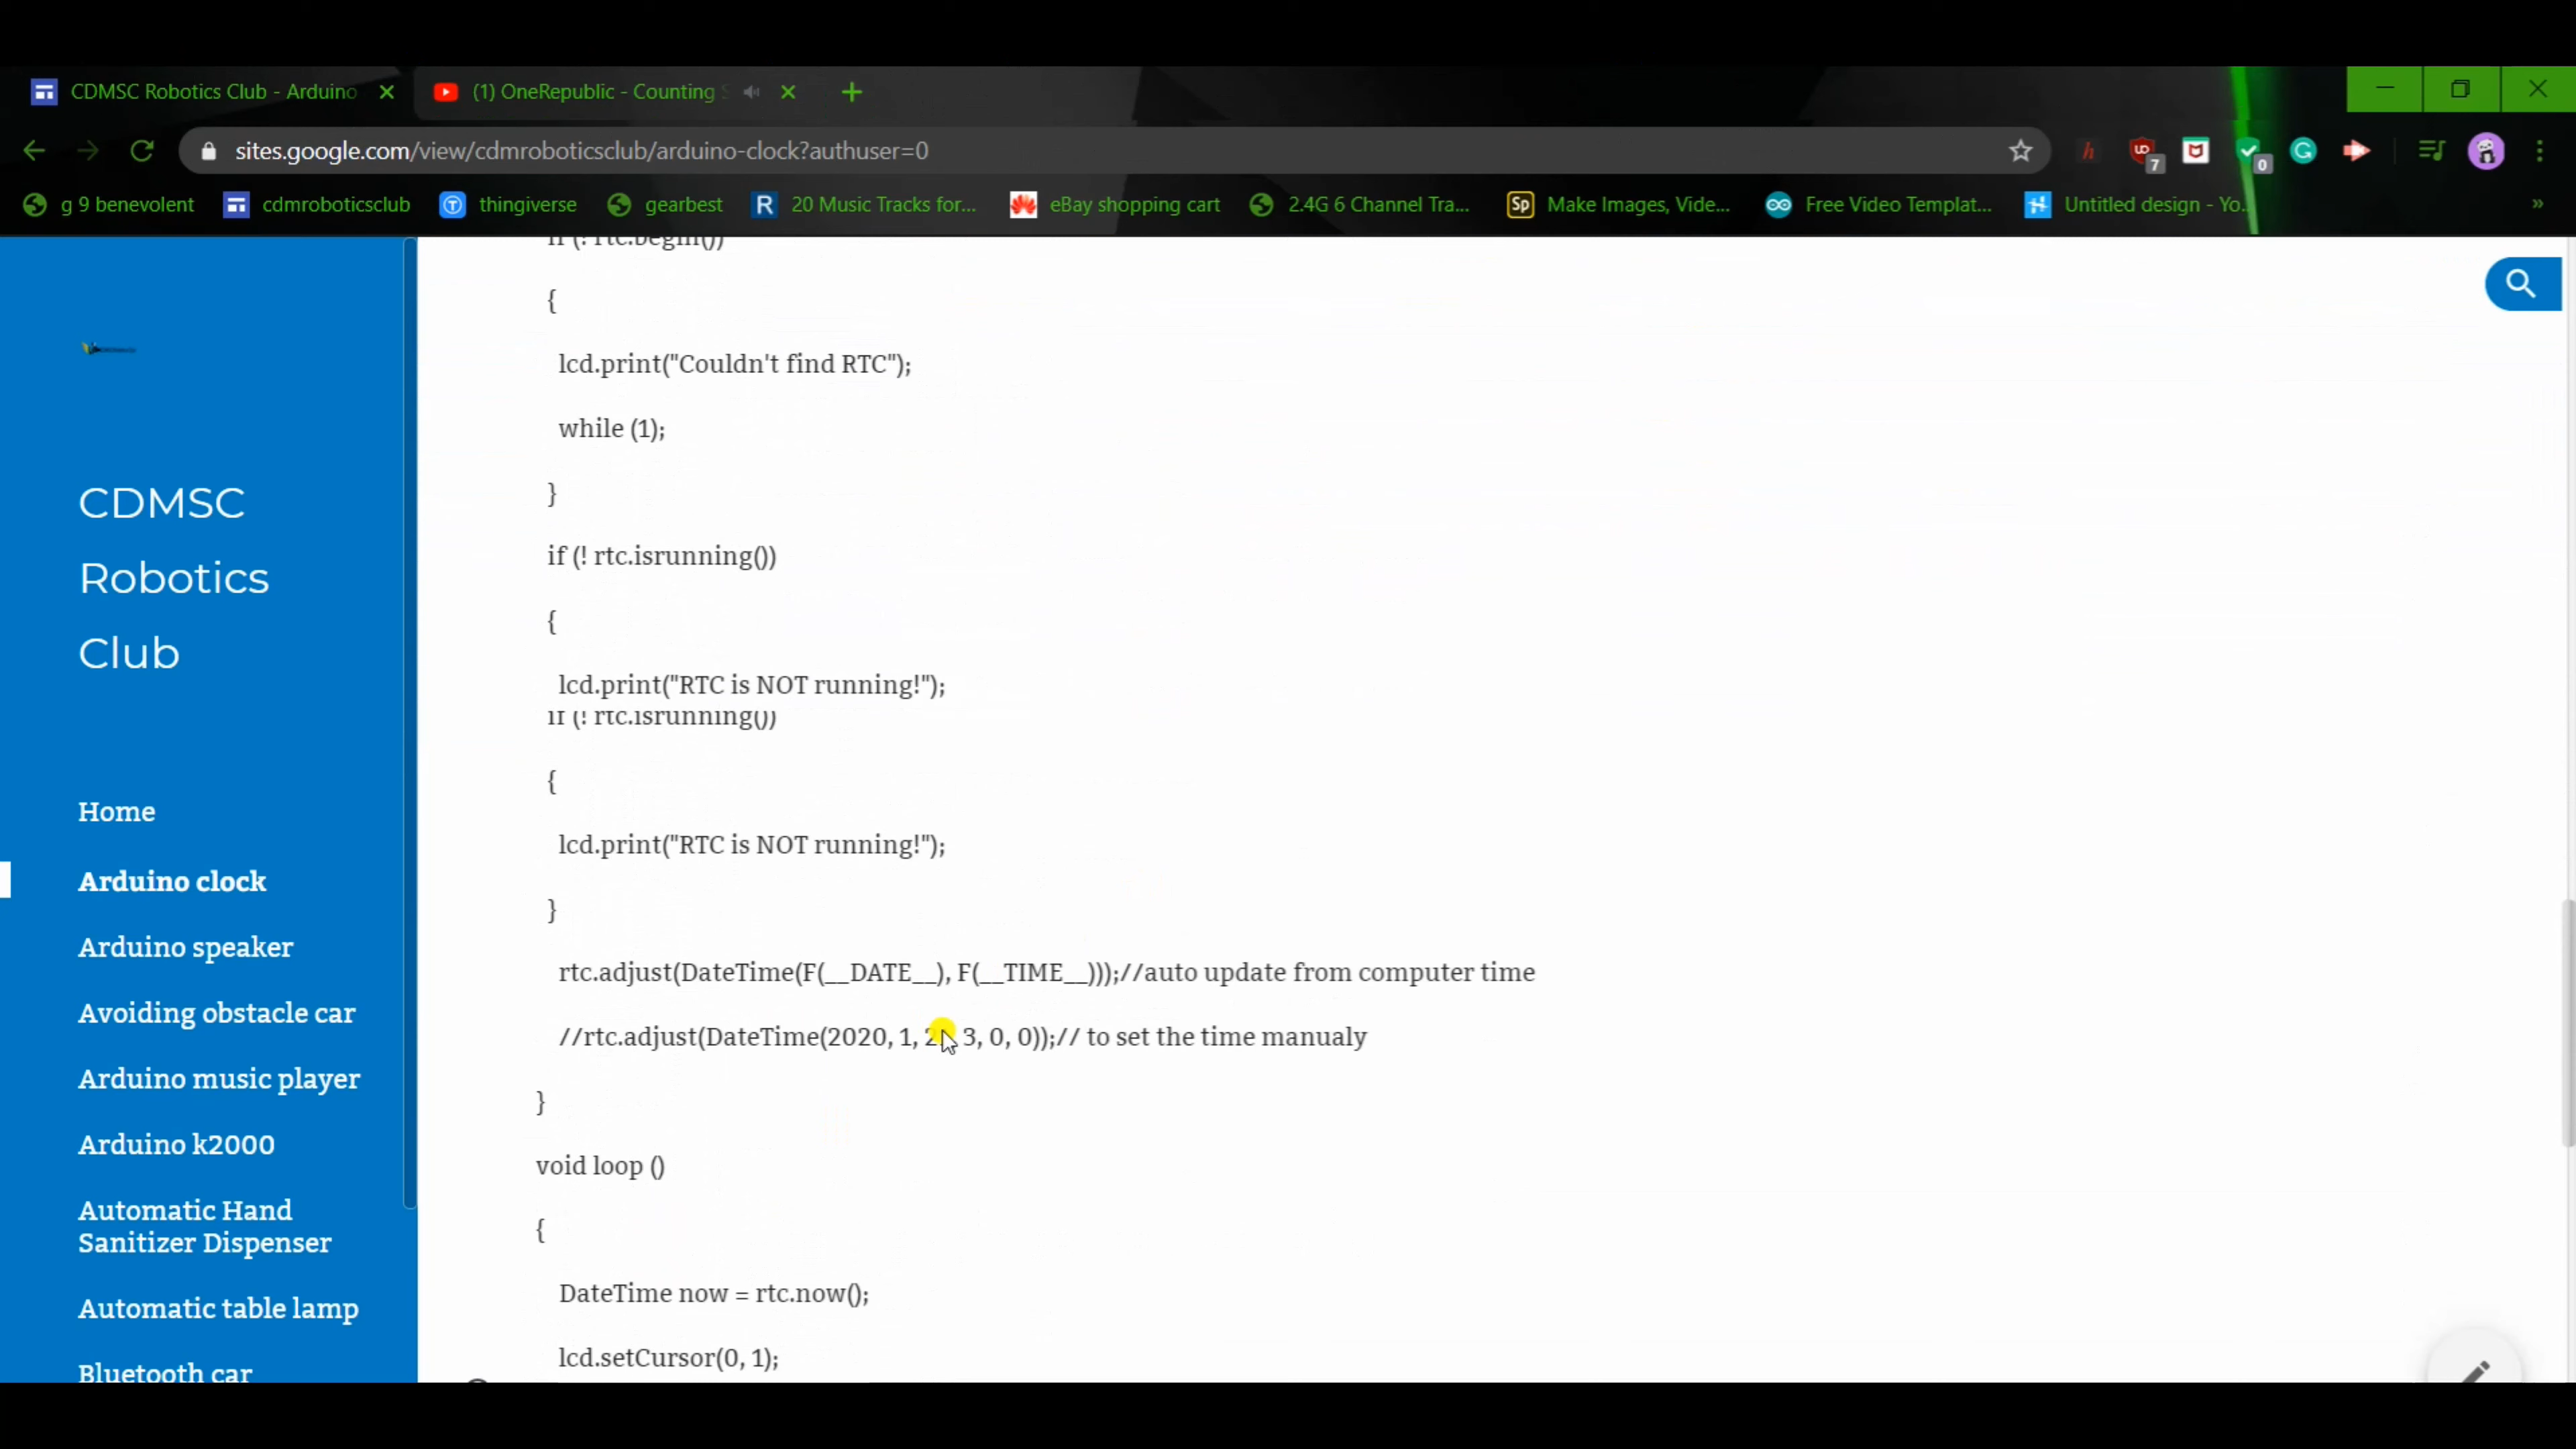 CDMSC Robotics Club - Arduino
(1) OneRepublic - Counting S
sites.google.com/view/cdmroboticsclub/arduino-clock?authuser=0
7
0
g 9 benevolent
cdmroboticsclub
thingiverse
gearbest
20 Music Tracks for...
eBay shopping cart
2.4G 6 Channel Tra...
Make Images, Vide...
Free Video Templat...
Untitled design - Yo...
CDMSC
Robotics
Club
Home
Arduino clock
Arduino speaker
Avoiding obstacle car
Arduino music player
Arduino k2000
Automatic Hand
Sanitizer Dispenser
Automatic table lamp
Bluetooth car
if (! rtc.begin())
{
lcd.print("Couldn't find RTC");
while (1);
}
if (! rtc.isrunning())
{
lcd.print("RTC is NOT running!");
if (! rtc.isrunning())
{
lcd.print("RTC is NOT running!");
}
rtc.adjust(DateTime(F(__DATE__), F(__TIME__)));//auto update from computer time
//rtc.adjust(DateTime(2020, 1, 3, 0, 0));// to set the time manualy
}
void loop ()
{
DateTime now = rtc.now();
lcd.setCursor(0, 1);